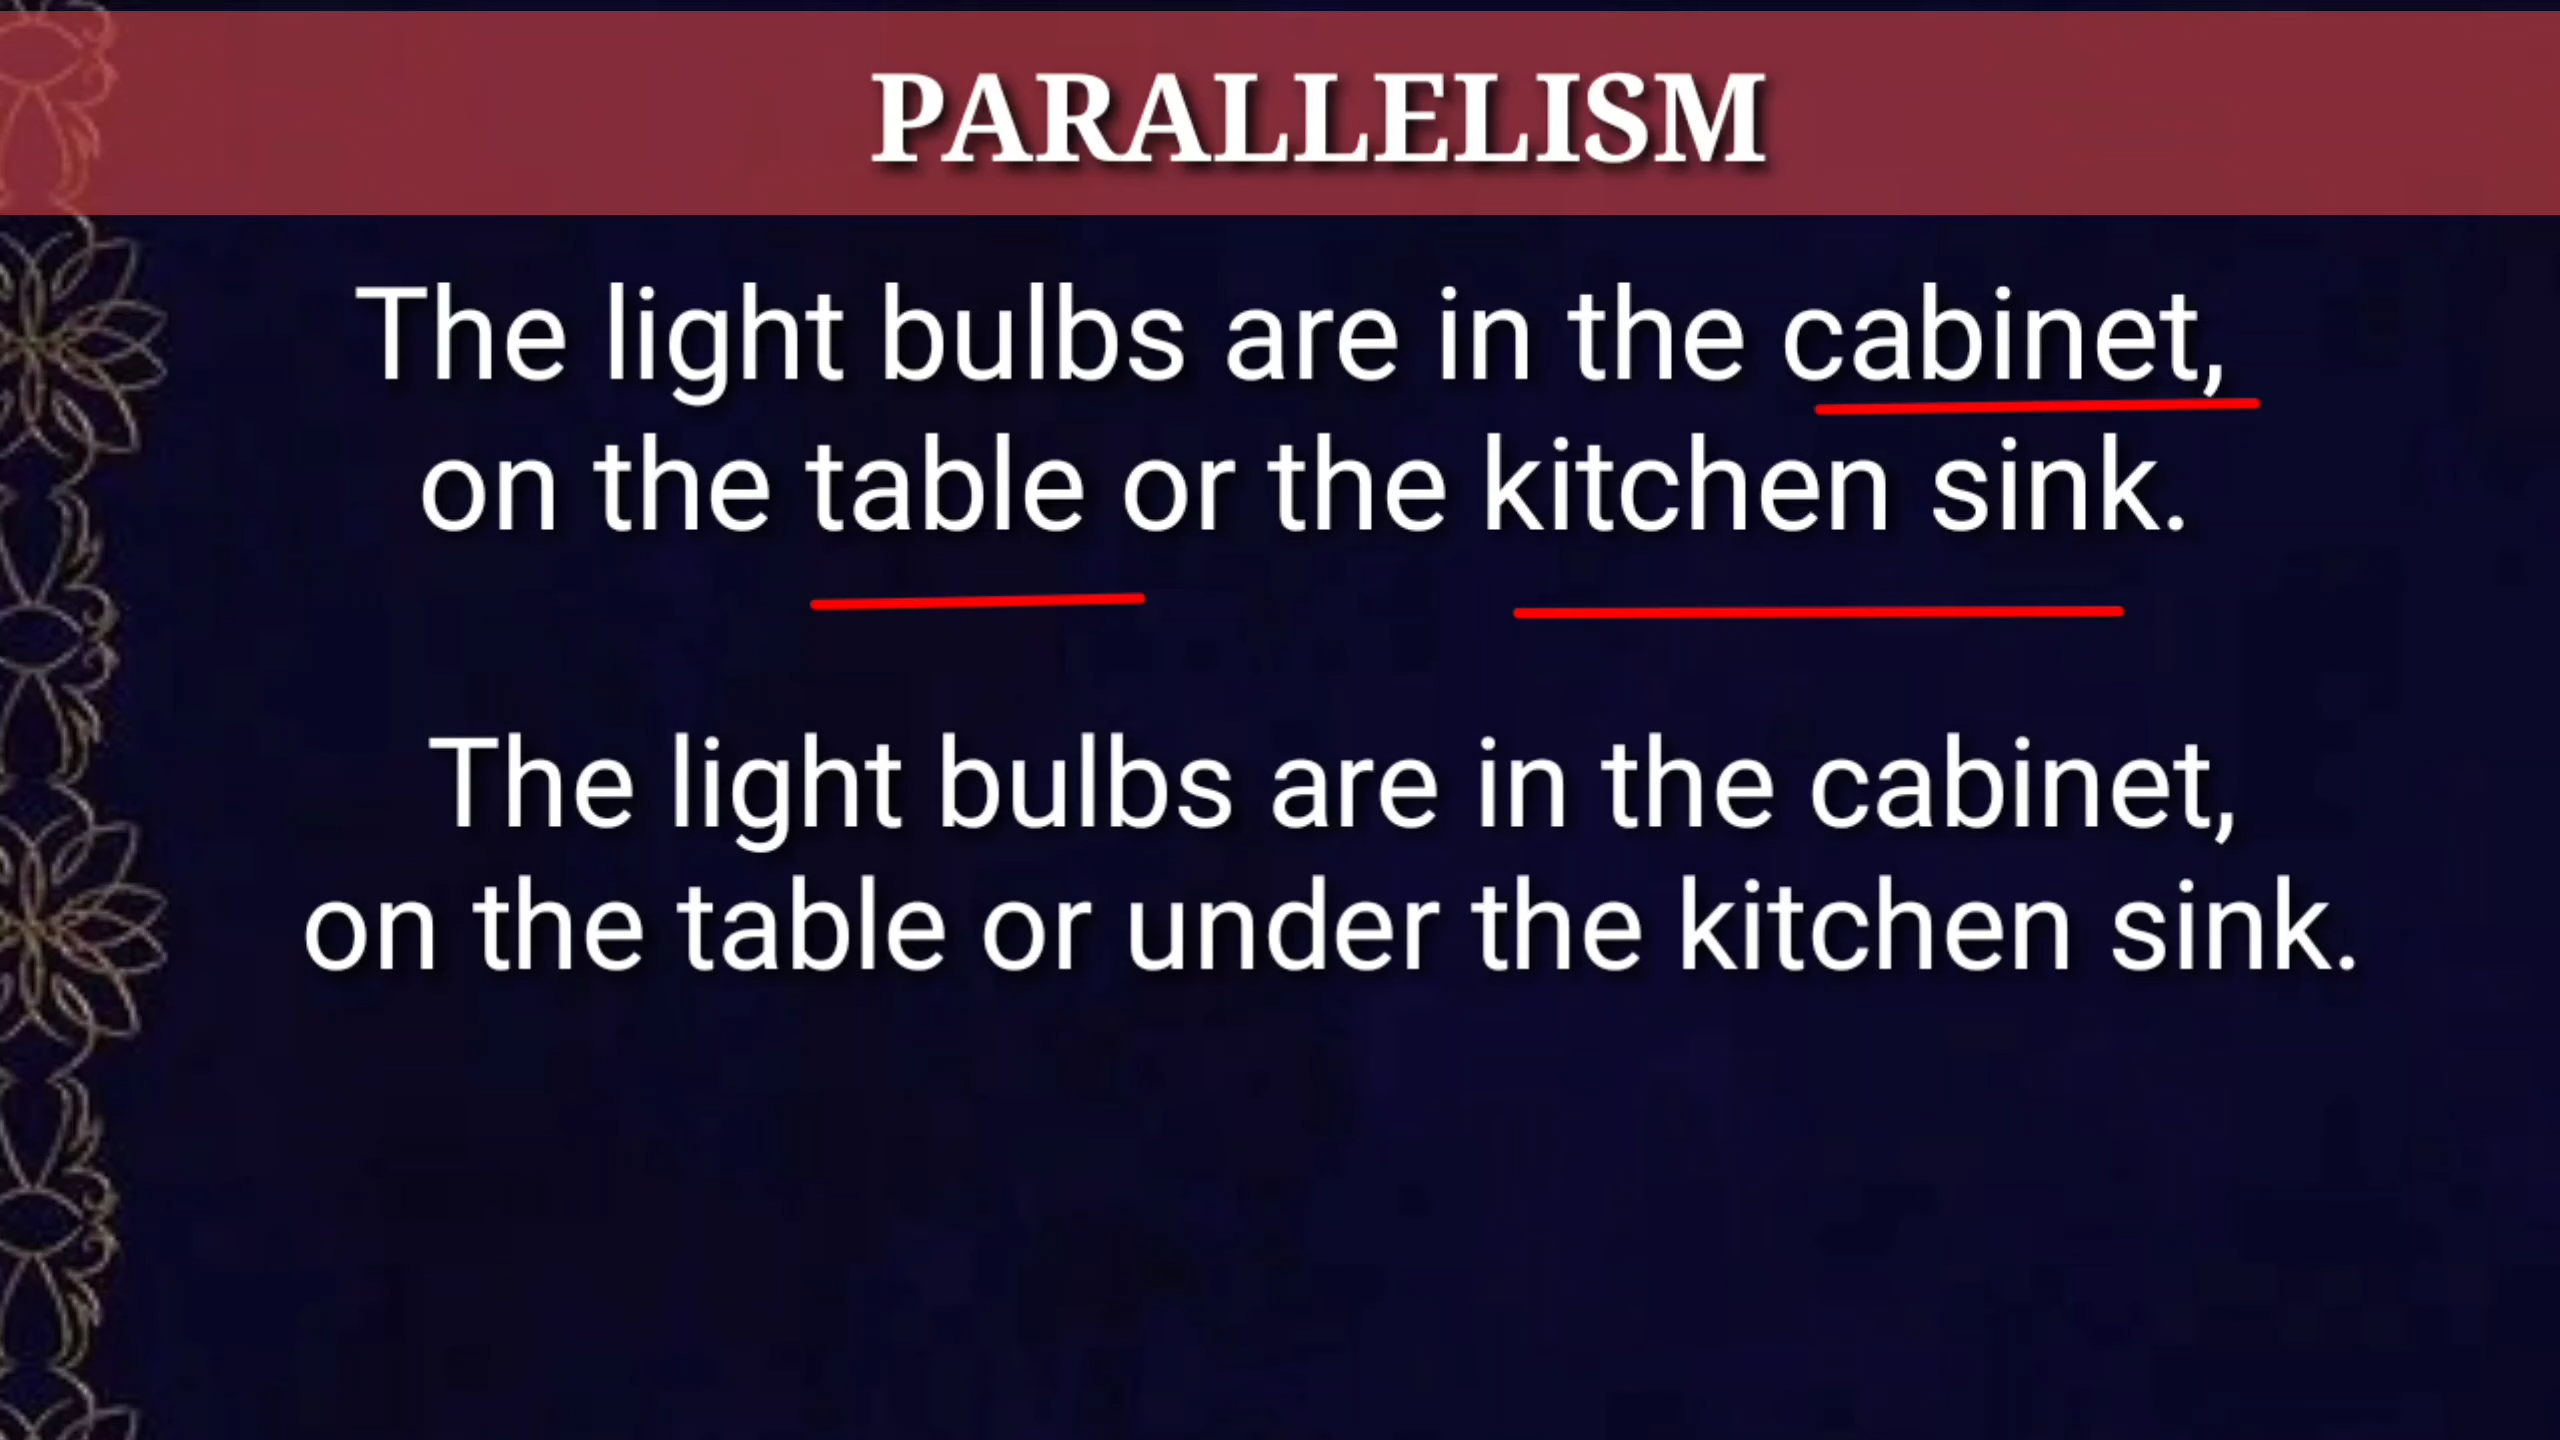 PARALLELISM
The light bulbs are in the cabinet,
on the table or the kitchen sink.
The light bulbs are in the cabinet,
on the table or under the kitchen sink.